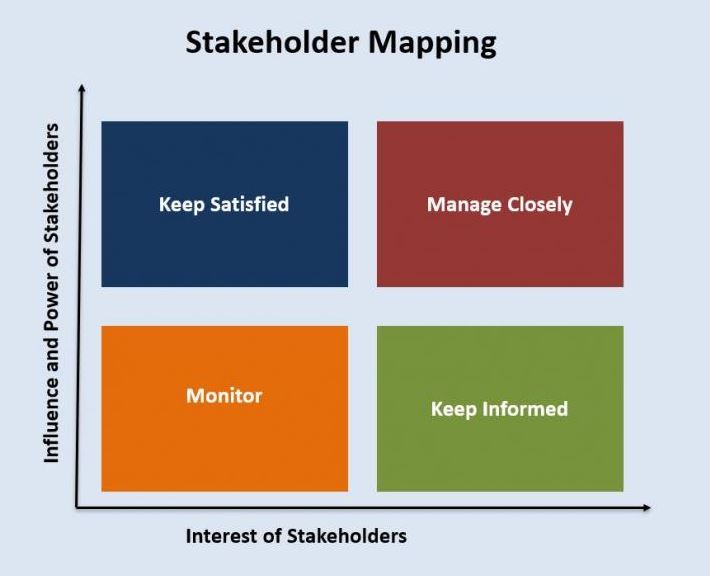 Stakeholder Mapping
Influence and Power of Stakeholders
Keep Satisfied
Manage Closely
Monitor
Keep Informed
Interest of Stakeholders